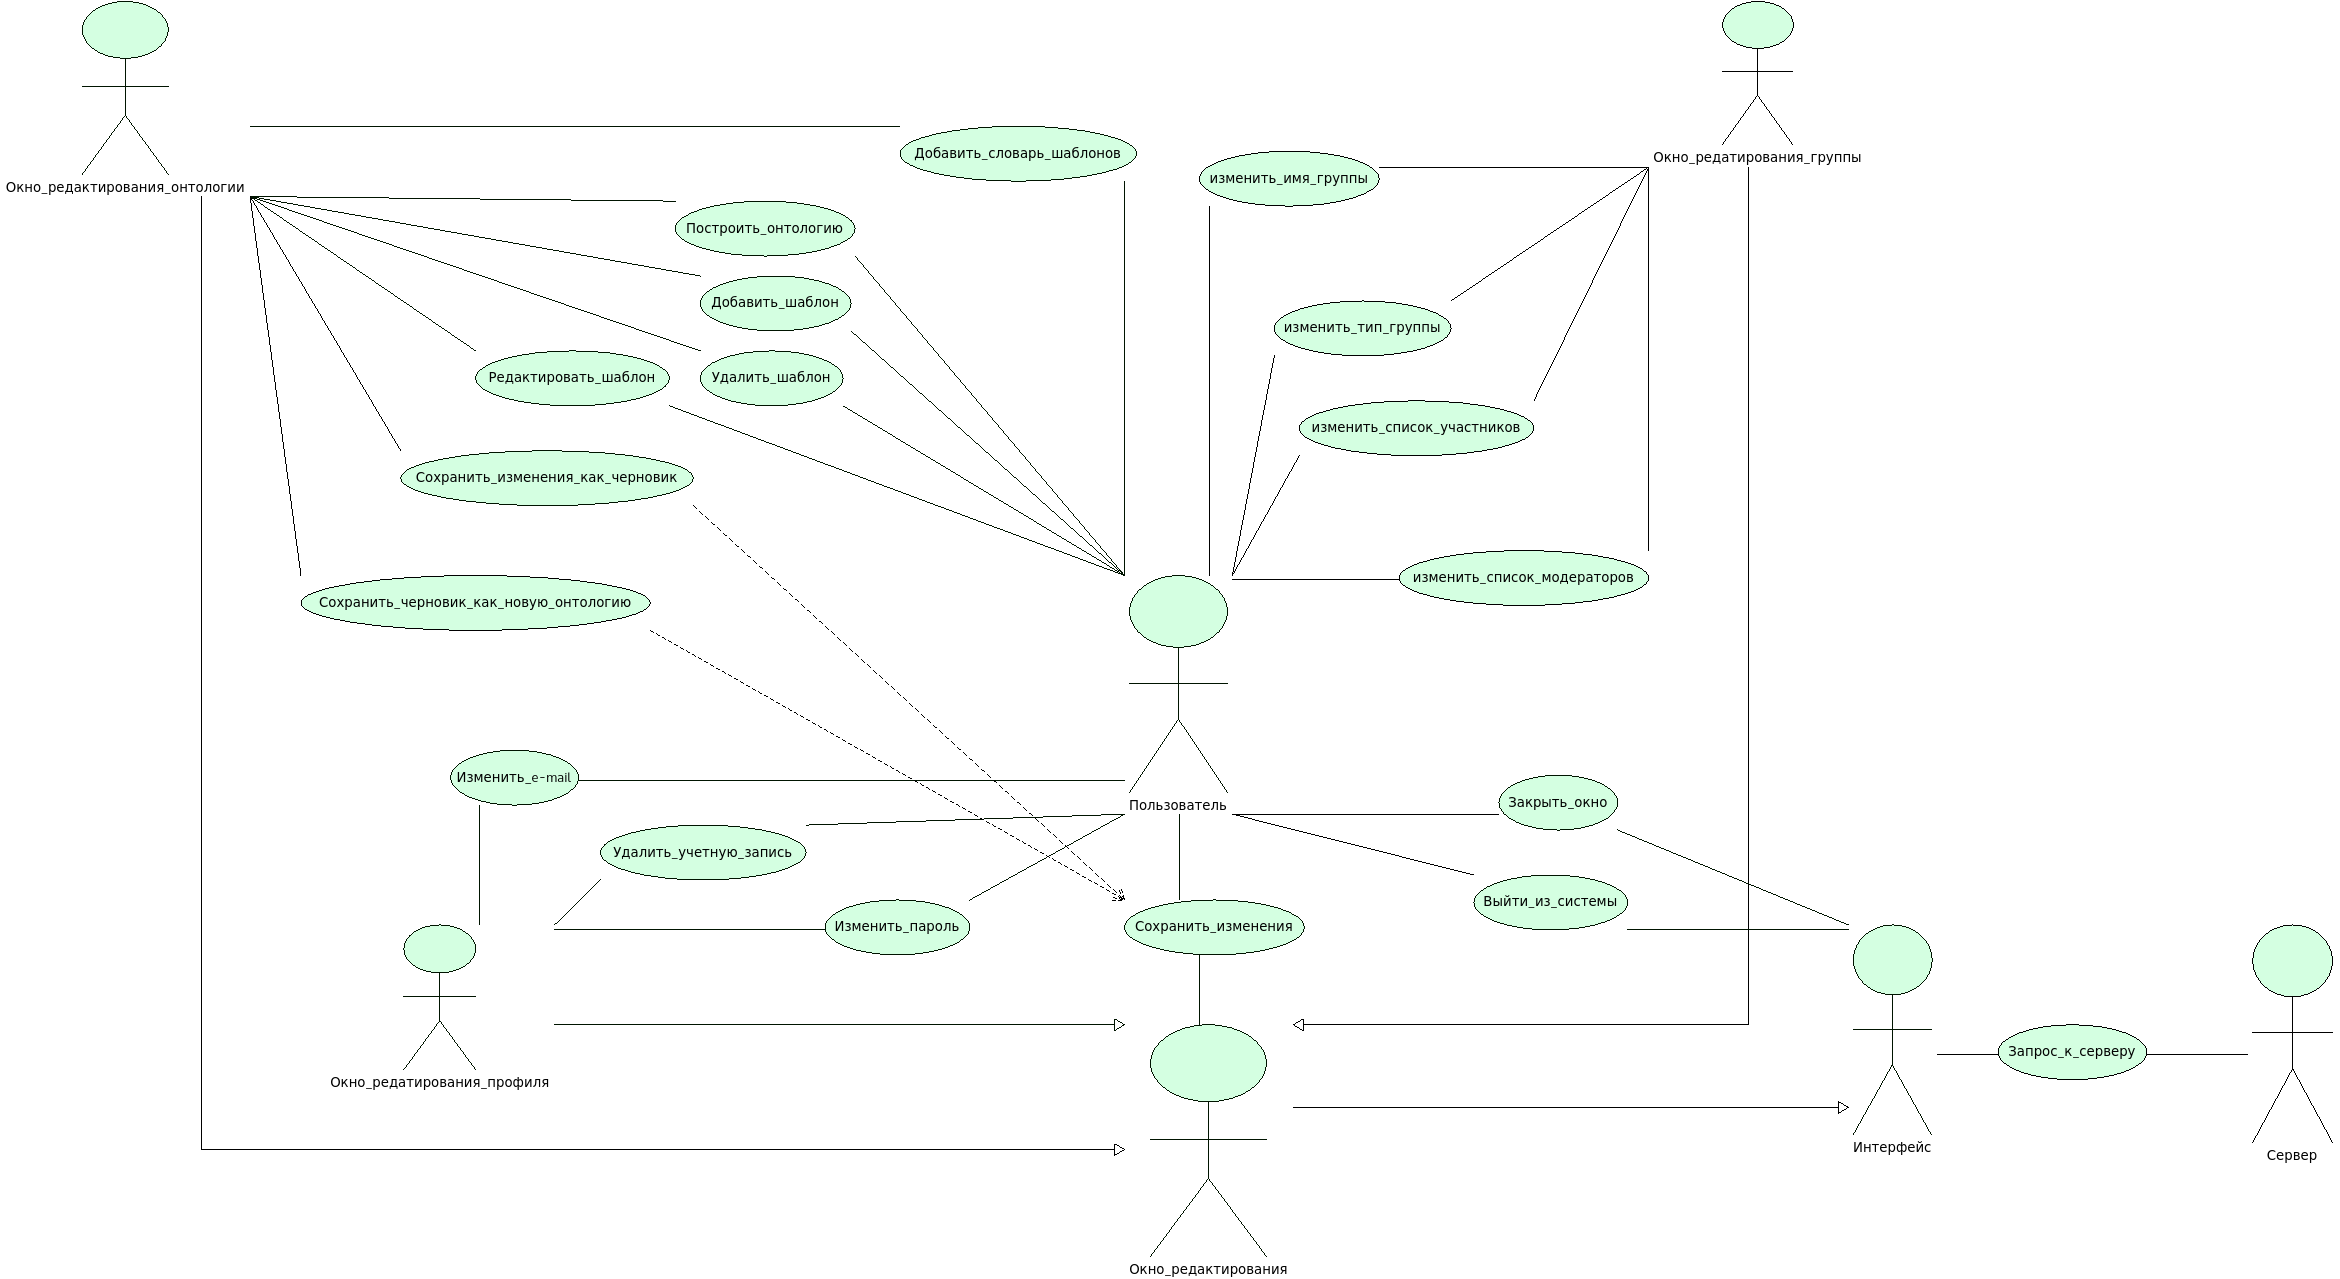 Добавить_словарь_шаблонов
Окно_редатирования_группы
изменить_имя_группы
Окно_редактирования_онтологии
Построить_онтологию
Добавить_шаблон
изменить_тип_группы
Редактировать_шаблон
Удалить_шаблон
изменить_список_участников
Сохранить_изменения_как_черновик
изменить_список_модераторов
Сохранить_черновик_как_новую_онтологию
Изменить_e-mail
Пользователь
Закрыть_окно
Удалить_учетную_запись
Выйти_из_системы
Изменить_пароль
Сохранить_изменения
Запрос_к_серверу
Окно_редатирования_профиля
Интерфейс
Сервер
Окно_редактирования